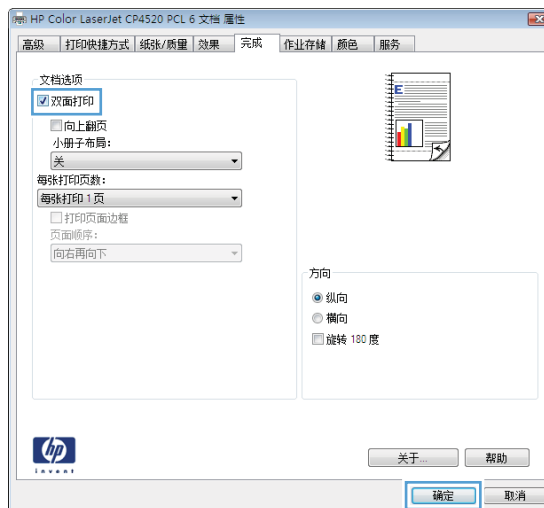 HP Color LaserJet CP4520 PCL 6 文档 属性
高级 打印快捷方式 纸张/质量 效果 完成 作业存储 颜色 服务
文档选项
双面打印
向上翻页
小册子布局:
关
每张打印页数:
每张打印 1 页
打印页面边框
页面顺序:
向右再向下
E
方向
纵向
横向
旋转 180 度
hp
invent
关于... 帮助
确定 取消